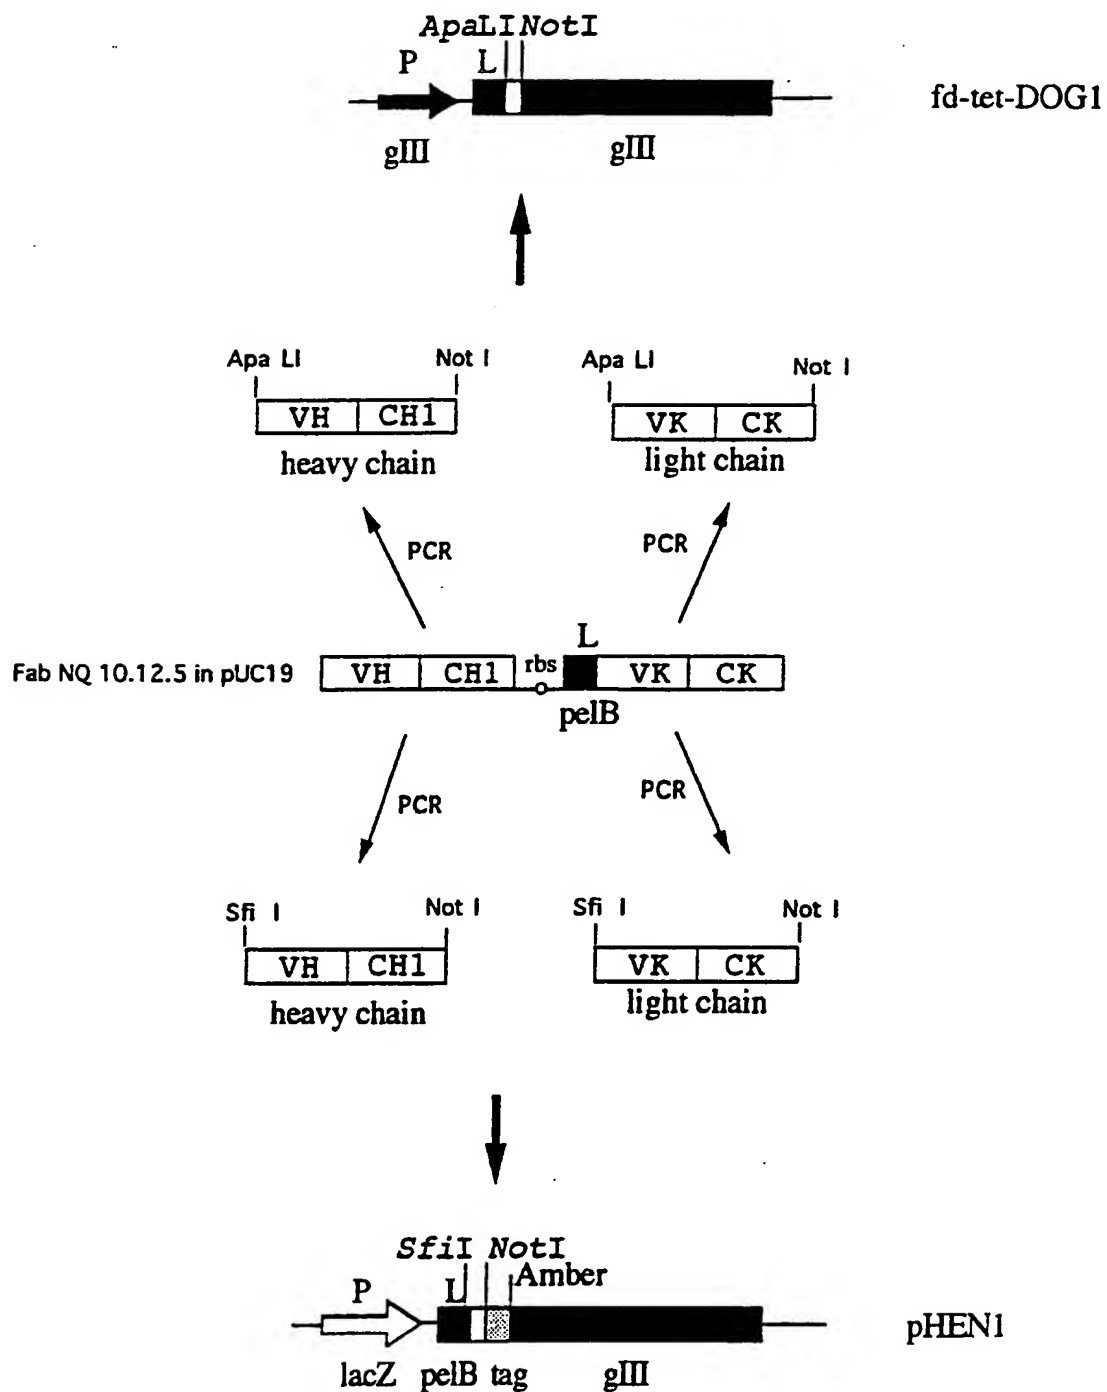 ApaLI NotI
P L
fd-tet-DOG1
gIII gIII
Apa LI Not I Apa LI Not I
VH CH1 VK CK
heavy chain light chain
PCR PCR
L
Fab NQ 10.12.5 in pUC19 VH CH1 rbs VK CK
pelB
PCR PCR
Sfi I Not I Sfi I Not I
VH CH1 VK CK
heavy chain light chain
SfiI NotI
P L Amber
pHEN1
lacZ pelB tag gIII